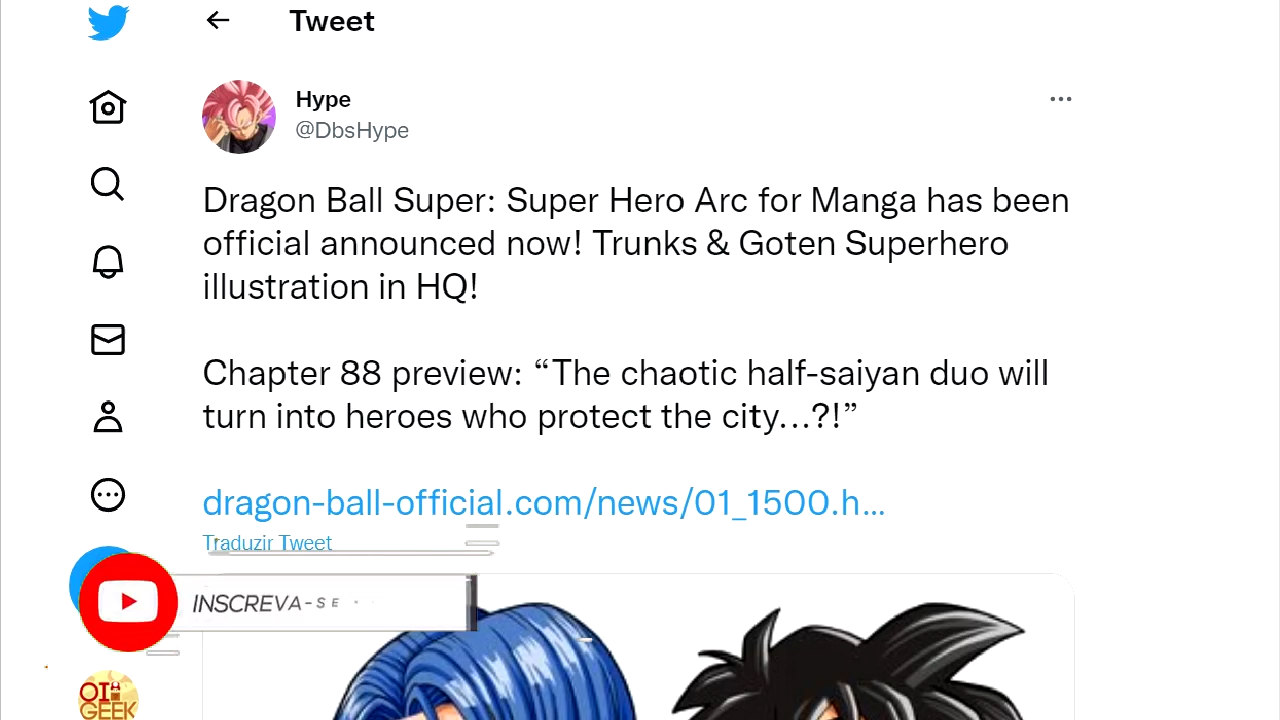 Tweet
Hype
@DbsHype
Dragon Ball Super: Super Hero Arc for Manga has been
official announced now! Trunks & Goten Superhero
illustration in HQ!
Chapter 88 preview: “The chaotic half-saiyan duo will
turn into heroes who protect the city...?!”
dragon-ball-official.com/news/01_1500.h...
Traduzir Tweet
INSCREVA-SE
OI
GEEK